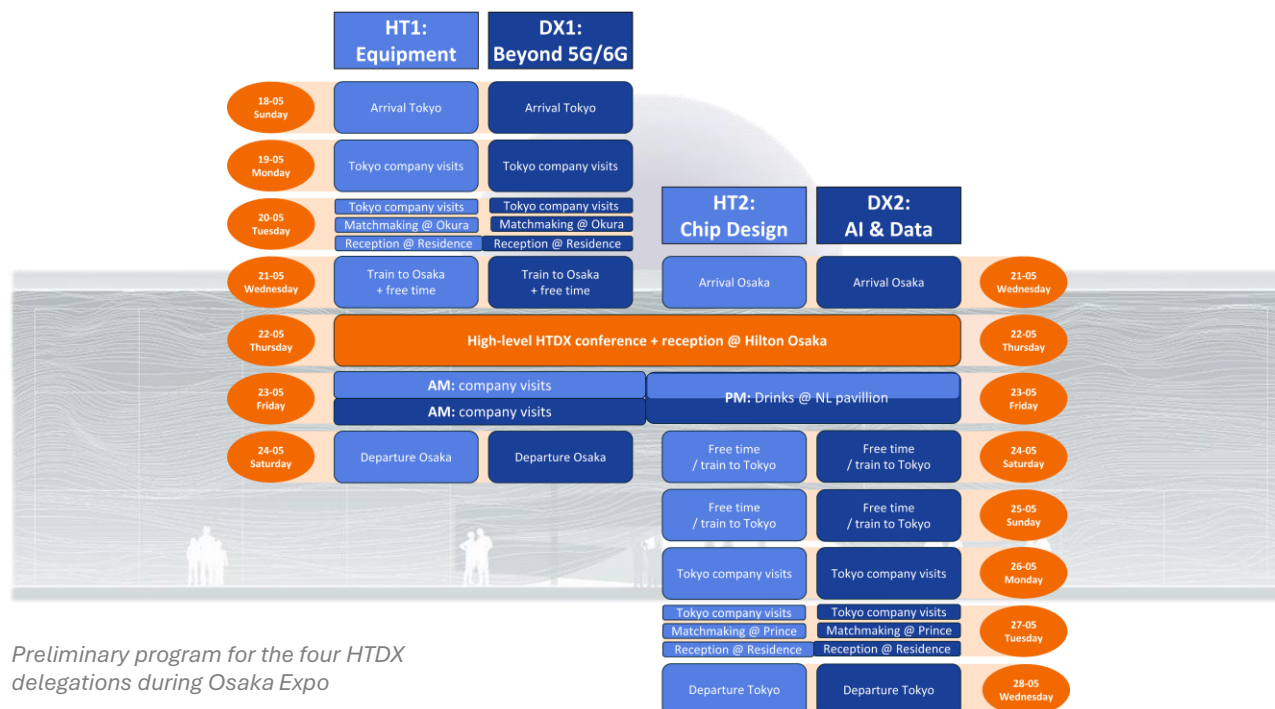 HT1:
Equipment
DX1:
Beyond 5G/6G
18-05
Sunday
Arrival Tokyo
Arrival Tokyo
19-05
Monday
Tokyo company visits
Tokyo company visits
HT2:
Chip Design
DX2:
AI & Data
20-05
Tuesday
Tokyo company visits
Tokyo company visits
Matchmaking @ Okura
Matchmaking @ Okura
Reception @ Residence
Reception @ Residence
21-05
Wednesday
Train to Osaka
+ free time
Train to Osaka
+ free time
Arrival Osaka
Arrival Osaka
21-05
Wednesday
22-05
Thursday
High-level HTDX conference + reception @ Hilton Osaka
22-05
Thursday
23-05
Friday
AM: company visits
AM: company visits
PM: Drinks @ NL pavillion
23-05
Friday
24-05
Saturday
Departure Osaka
Departure Osaka
Free time
/ train to Tokyo
Free time
/ train to Tokyo
24-05
Saturday
Free time
/ train to Tokyo
Free time
/ train to Tokyo
25-05
Sunday
Tokyo company visits
Tokyo company visits
26-05
Monday
Tokyo company visits
Tokyo company visits
Matchmaking @ Prince
Matchmaking @ Prince
Reception @ Residence
Reception @ Residence
27-05
Tuesday
Departure Tokyo
Departure Tokyo
28-05
Wednesday
Preliminary program for the four HTDX
delegations during Osaka Expo